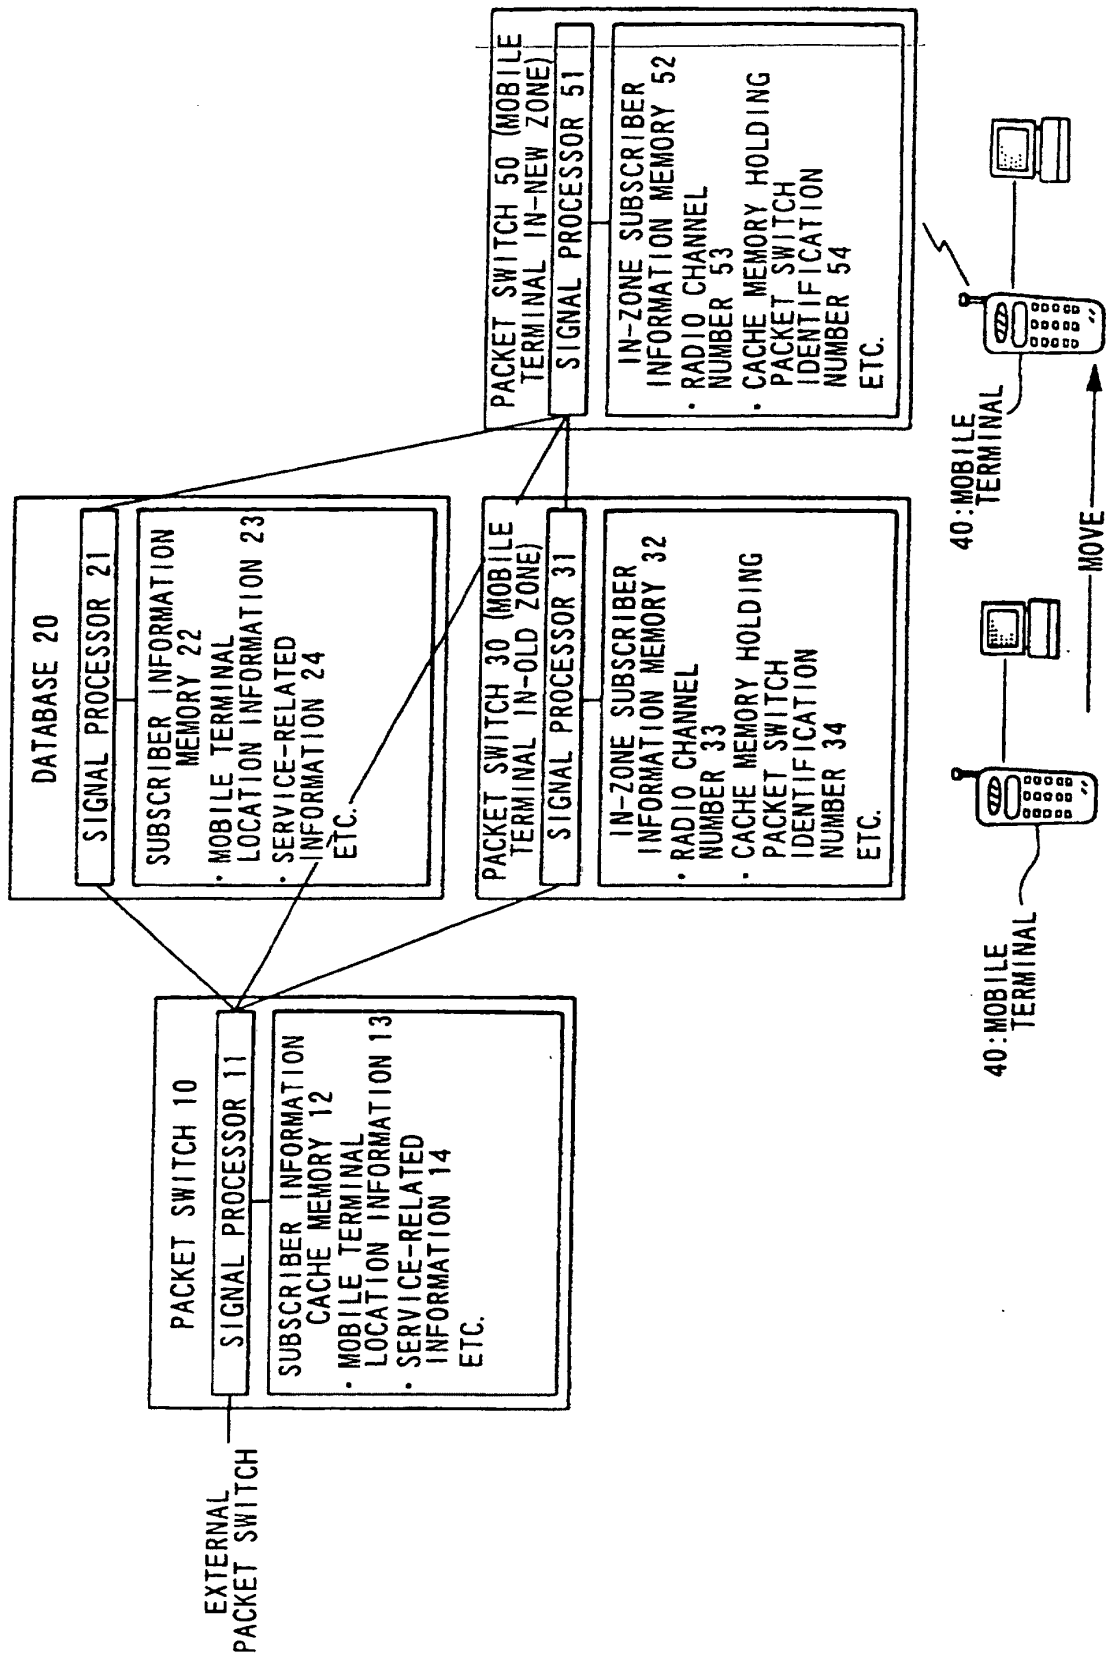 EXTERNAL
PACKET SWITCH
PACKET SWITCH 10
SIGNAL PROCESSOR 11
SUBSCRIBER INFORMATION
CACHE MEMORY 12
· MOBILE TERMINAL
LOCATION INFORMATION 13
· SERVICE-RELATED
INFORMATION 14
ETC.
DATABASE 20
SIGNAL PROCESSOR 21
SUBSCRIBER INFORMATION
MEMORY 22
· MOBILE TERMINAL
LOCATION INFORMATION 23
· SERVICE-RELATED
INFORMATION 24
ETC.
PACKET SWITCH 30 (MOBILE
TERMINAL IN-OLD ZONE)
SIGNAL PROCESSOR 31
IN-ZONE SUBSCRIBER
INFORMATION MEMORY 32
· RADIO CHANNEL
NUMBER 33
· CACHE MEMORY HOLDING
PACKET SWITCH
IDENTIFICATION
NUMBER 34
ETC.
PACKET SWITCH 50 (MOBILE
TERMINAL IN-NEW ZONE)
SIGNAL PROCESSOR 51
IN-ZONE SUBSCRIBER
INFORMATION MEMORY 52
· RADIO CHANNEL
NUMBER 53
· CACHE MEMORY HOLDING
PACKET SWITCH
IDENTIFICATION
NUMBER 54
ETC.
40:MOBILE
TERMINAL
MOVE
40:MOBILE
TERMINAL